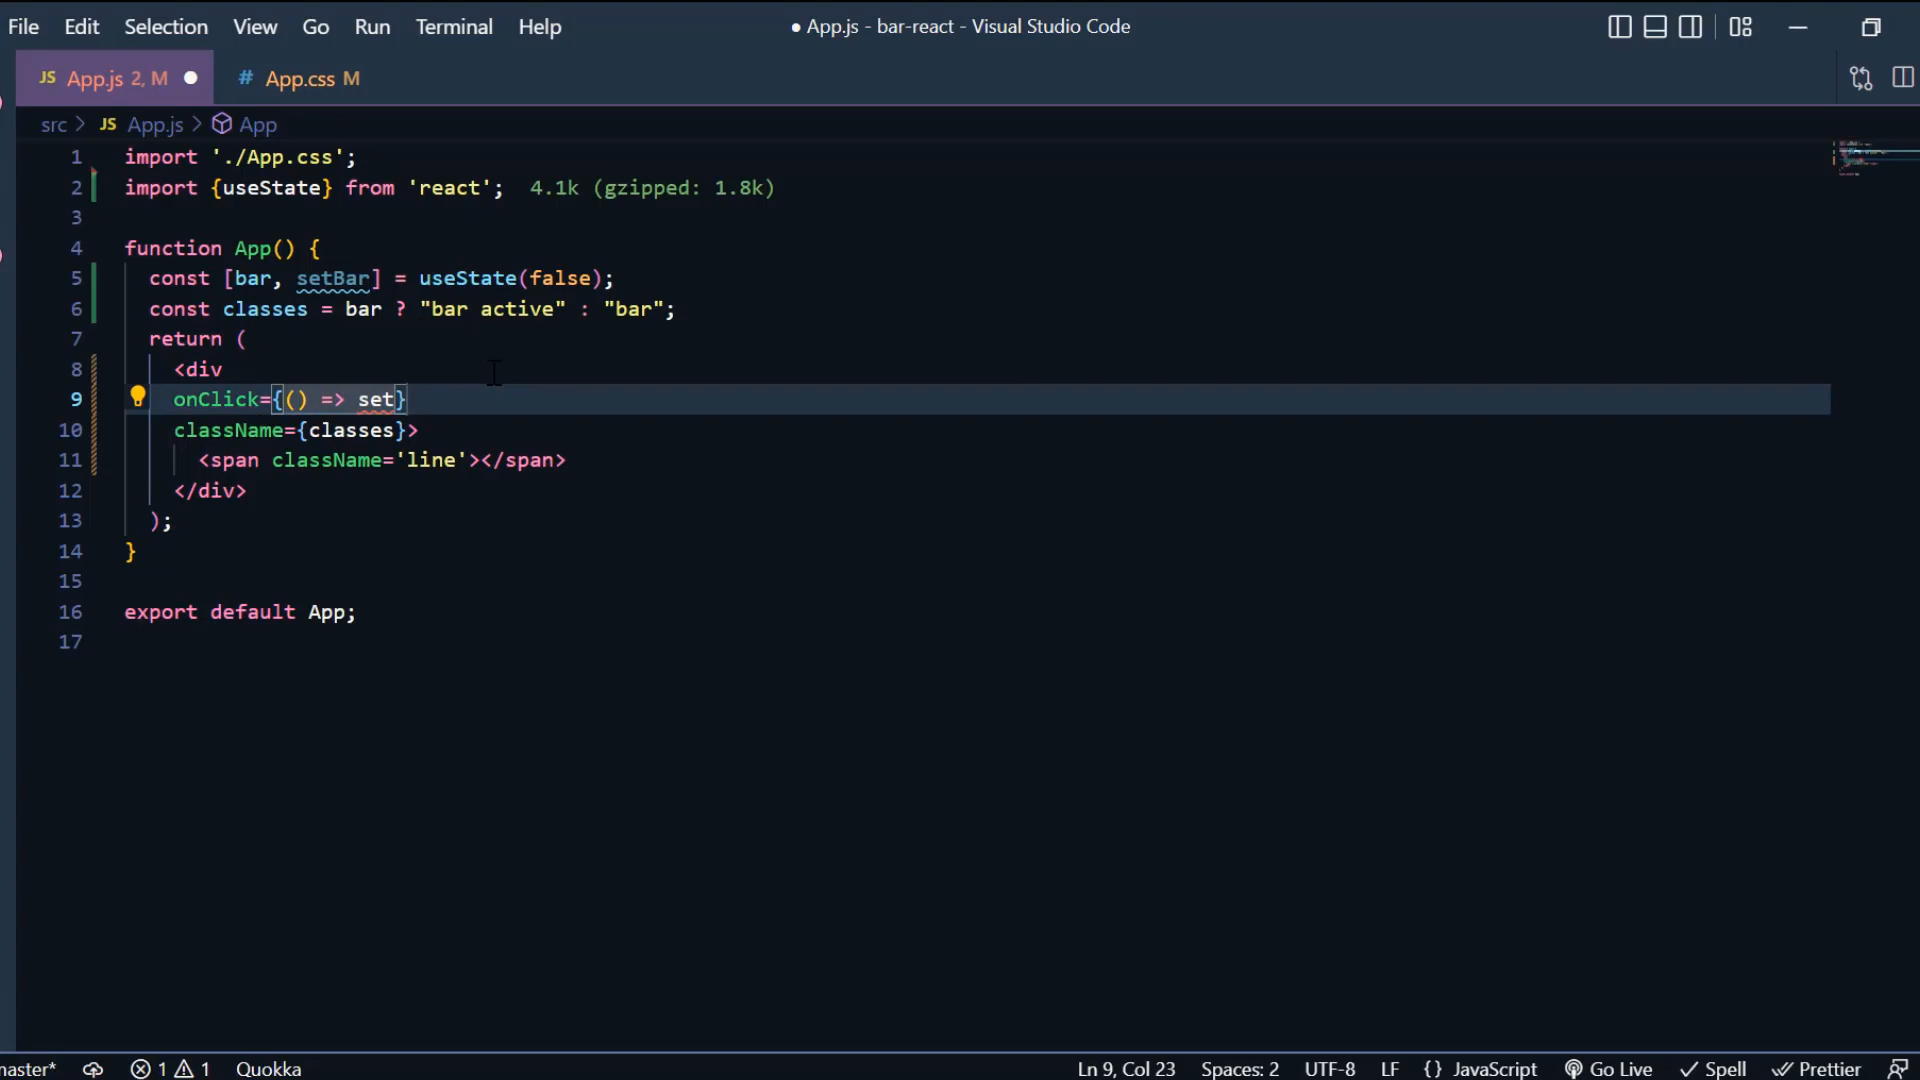 File Edit Selection View Go Run Terminal Help ● App.js - bar-react - Visual Studio Code
JS App.js 2, M ● # App.css M
src > JS App.js > App
1 import './App.css';
2 import {useState} from 'react'; 4.1k (gzipped: 1.8k)
3
4 function App() {
5 const [bar, setBar] = useState(false);
6 const classes = bar ? "bar active" : "bar";
7 return (
8 <div
9 onClick={() => set}
10 className={classes}>
11 <span className='line'></span>
12 </div>
13 );
14 }
15
16 export default App;
17
naster* 1 1 Quokka Ln 9, Col 23 Spaces: 2 UTF-8 LF {} JavaScript Go Live Spell Prettier